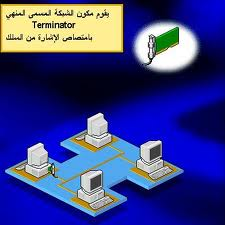 يقوم مكون الشبكة المسمى المنهي
Terminator
بامتصاص الإشارة من السلك